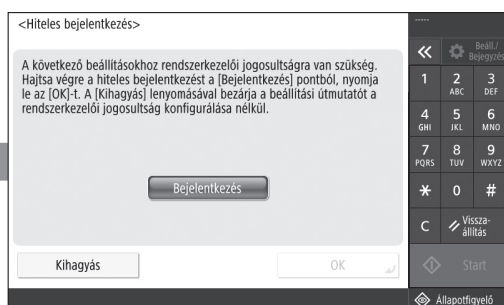 <Hiteles bejelentkezés>
A következő beállításokhoz rendszerkezelői jogosultságra van szükség.
Hajtsa végre a hiteles bejelentkezést a [Bejelentkezés] pontból, nyomja
le az [OK]-t. A [Kihagyás] lenyomásával bezárja a beállítási útmutatót a
rendszerkezelői jogosultság konfigurálása nélkül.
Bejelentkezés
Kihagyás
OK
-----
Beáll./
Bejegyzés
1 2 3
ABC DEF
4 5 6
GHI JKL MNO
7 8 9
PQRS TUV WXYZ
* 0 #
C Vissza-
állítás
Start
Állapotfigyelő